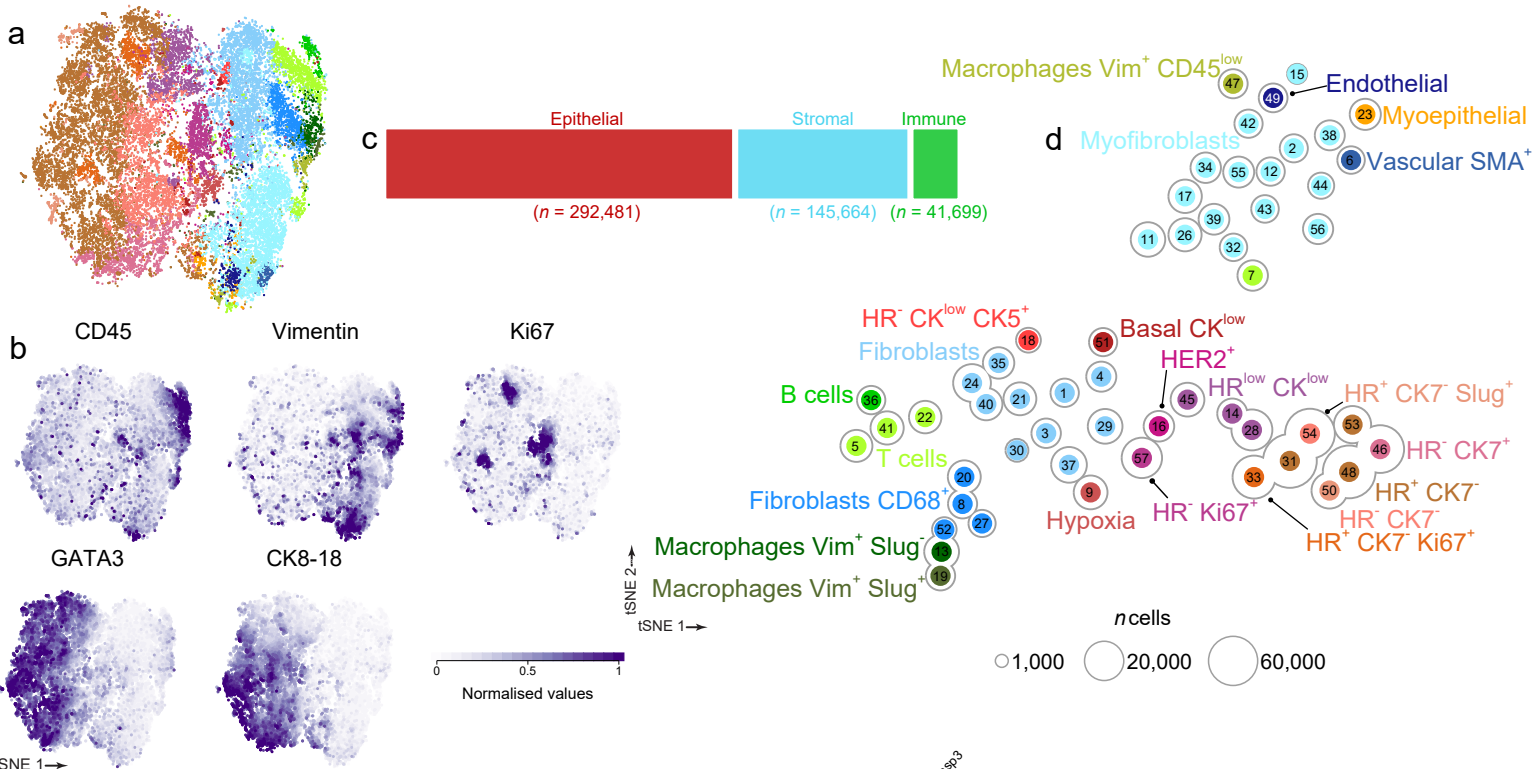 a
b
CD45
Vimentin
Ki67
GATA3
CK8-18
0
0.5
1
Normalised values
SNE 1
c
Epithelial
Stromal
Immune
(n = 292,481)
(n = 145,664)
(n = 41,699)
d
Macrophages Vim+ CD45low
47
15
49
Endothelial
42
23
Myoepithelial
Myofibroblasts
38
2
6
Vascular SMA+
34
55
12
44
17
39
43
11
26
32
56
7
HR- CKlow CK5+
18
51
Basal CKlow
Fibroblasts
35
HER2+
24
4
HRlow CKlow
B cells
36
40
21
1
45
HR+ CK7- Slug+
14
41
22
16
28
5
3
29
54
53
T cells
30
57
46
HR- CK7+
37
31
48
20
33
Fibroblasts CD68+
8
9
50
HR+ CK7-
52
27
Hypoxia
HR- Ki67+
HR- CK7-
Macrophages Vim+ Slug-
13
HR+ CK7- Ki67+
Macrophages Vim+ Slug+
19
tSNE 2
tSNE 1
n cells
1,000
20,000
60,000
sp3